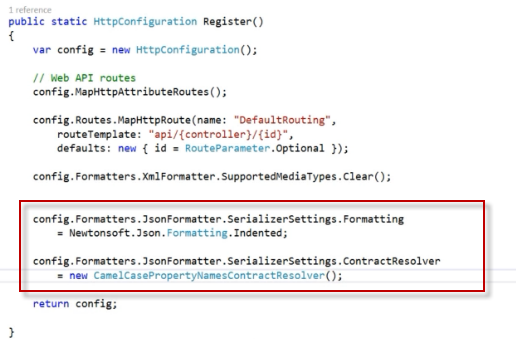 1 reference
public static HttpConfiguration Register()
{
var config = new HttpConfiguration();
// Web API routes
config.MapHttpAttributeRoutes();
config.Routes.MapHttpRoute(name: "DefaultRouting",
routeTemplate: "api/{controller}/{id}",
defaults: new { id = RouteParameter.Optional });
config.Formatters.XmlFormatter.SupportedMediaTypes.Clear();
config.Formatters.JsonFormatter.SerializerSettings.Formatting
= Newtonsoft.Json.Formatting.Indented;
config.Formatters.JsonFormatter.SerializerSettings.ContractResolver
= new CamelCasePropertyNamesContractResolver();
return config;
}